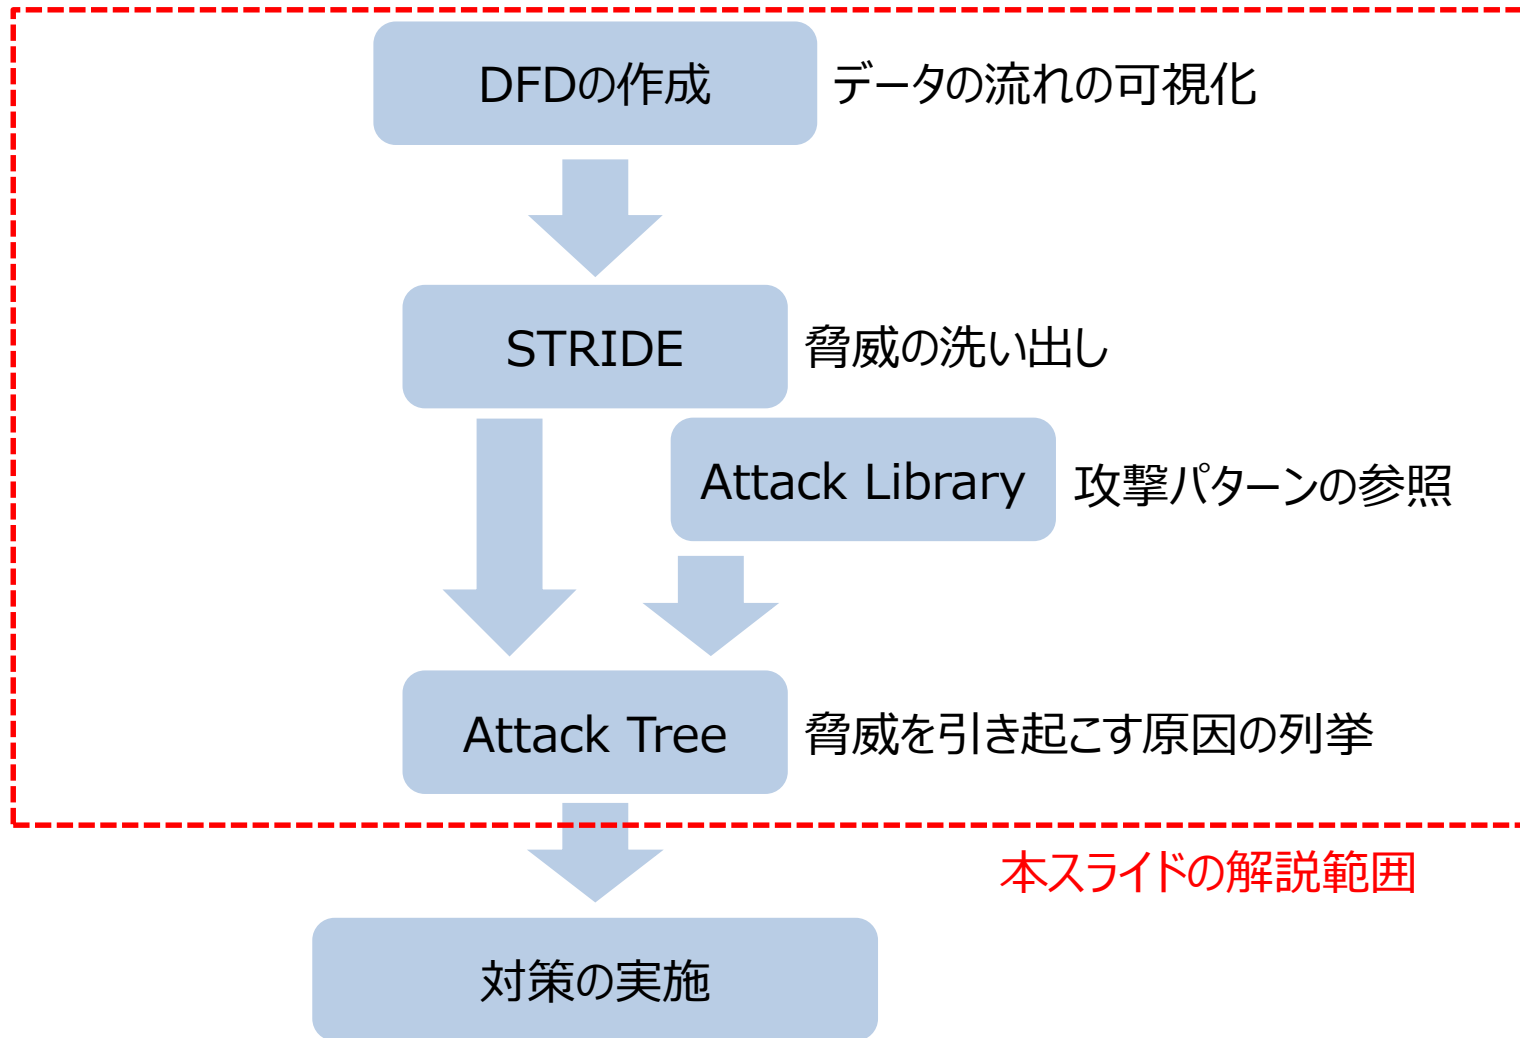 DFDの作成
データの流れの可視化
STRIDE
脅威の洗い出し
Attack Library
攻撃パターンの参照
Attack Tree
脅威を引き起こす原因の列挙
本スライドの解説範囲
対策の実施